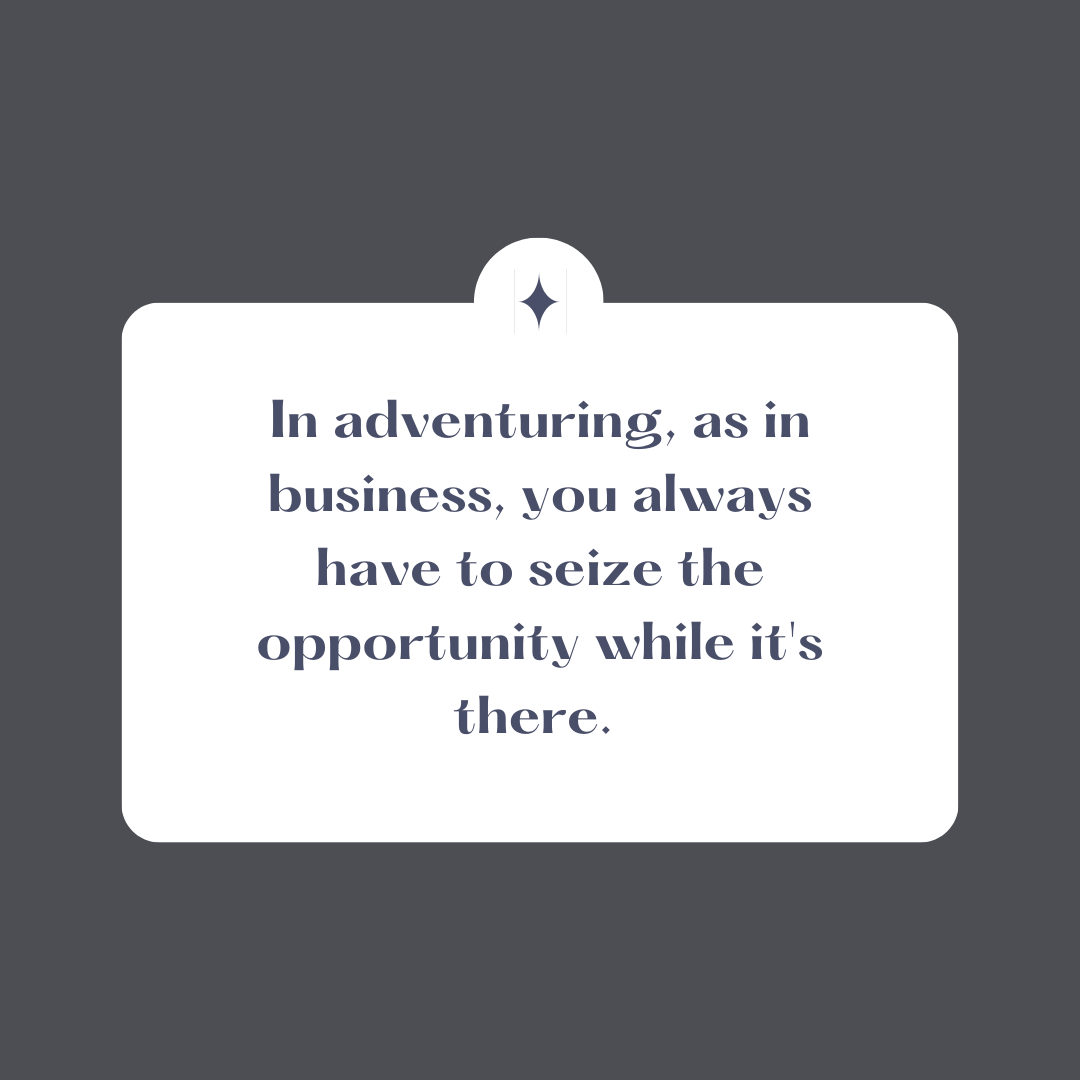 In adventuring, as in
business, you always
have to seize the
opportunity while it's
there.